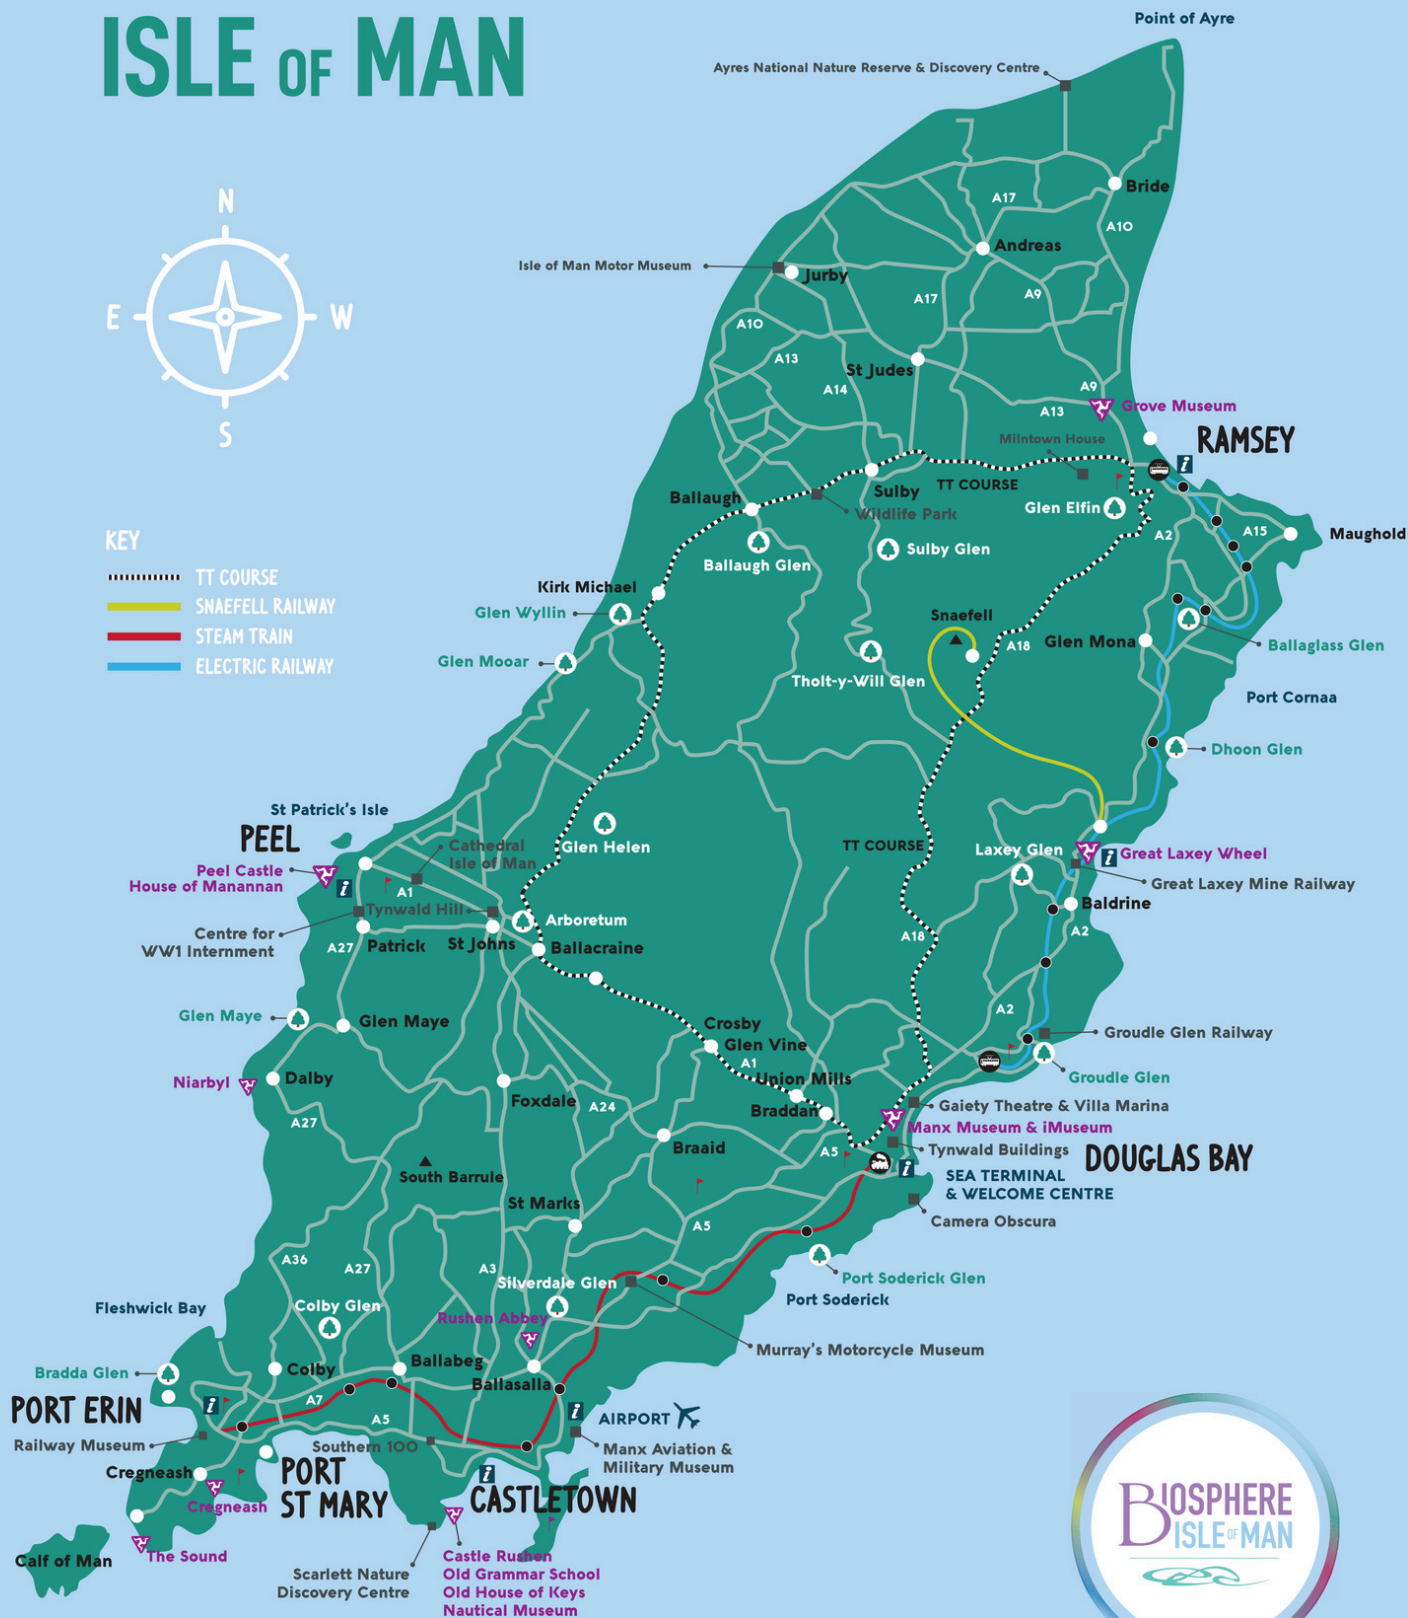 ISLE OF MAN
Point of Ayre
Ayres National Nature Reserve & Discovery Centre
N
E
W
S
Bride
A17
A10
Andreas
Isle of Man Motor Museum
Jurby
A17
A9
A10
A13
St Judes
A14
A9
A13
Grove Museum
Milntown House
RAMSEY
i
TT COURSE
Sulby
Ballaugh
Wildlife Park
Glen Elfin
A2
A15
Maughold
Sulby Glen
Ballaugh Glen
KEY
TT COURSE
SNAEFELL RAILWAY
STEAM TRAIN
ELECTRIC RAILWAY
Kirk Michael
Glen Wyllin
Glen Mooar
Snaefell
A18
Glen Mona
Ballaglass Glen
Tholt-y-Will Glen
Port Cornaa
Dhoon Glen
St Patrick's Isle
PEEL
Peel Castle
House of Manannan
i
Cathedral
Isle of Man
A1
Glen Helen
TT COURSE
Laxey Glen
i
Great Laxey Wheel
Great Laxey Mine Railway
Baldrine
A2
Tynwald Hill
Arboretum
Centre for
WW1 Internment
A27
Patrick
St Johns
Ballacraine
A18
A2
Glen Maye
Glen Maye
Crosby
Glen Vine
A1
Groudle Glen Railway
Groudle Glen
Niarbyl
Dalby
A27
Foxdale
A24
Union Mills
Braddan
Gaiety Theatre & Villa Marina
Manx Museum & iMuseum
Tynwald Buildings
DOUGLAS BAY
Braaid
A5
i
SEA TERMINAL
& WELCOME CENTRE
Camera Obscura
South Barrule
St Marks
A5
A36
A27
A3
Silverdale Glen
Port Soderick Glen
Port Soderick
Fleshwick Bay
Colby Glen
Rushen Abbey
Murray's Motorcycle Museum
Bradda Glen
Colby
Ballabeg
Ballasalla
PORT ERIN
i
A7
A5
i
AIRPORT
Railway Museum
Southern 100
Manx Aviation &
Military Museum
Cregneash
Cregneash
PORT
ST MARY
i
CASTLETOWN
The Sound
Calf of Man
Scarlett Nature
Discovery Centre
Castle Rushen
Old Grammar School
Old House of Keys
Nautical Museum
BIOSPHERE
ISLE OF MAN